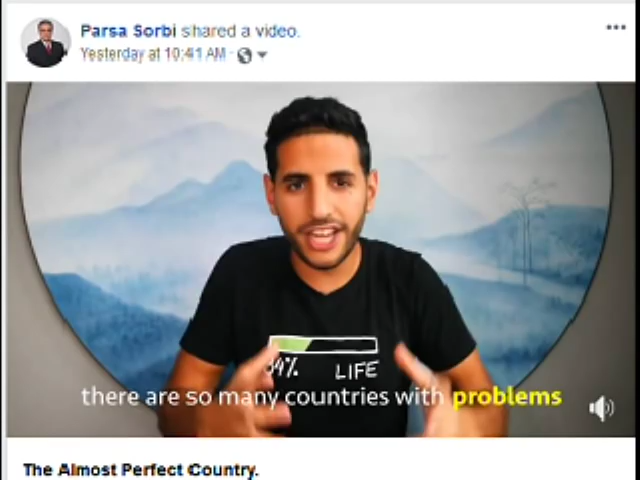 Parsa Sorbi shared a video.
Yesterday at 10:41 AM ·
34% LIFE
there are so many countries with problems
The Almost Perfect Country.